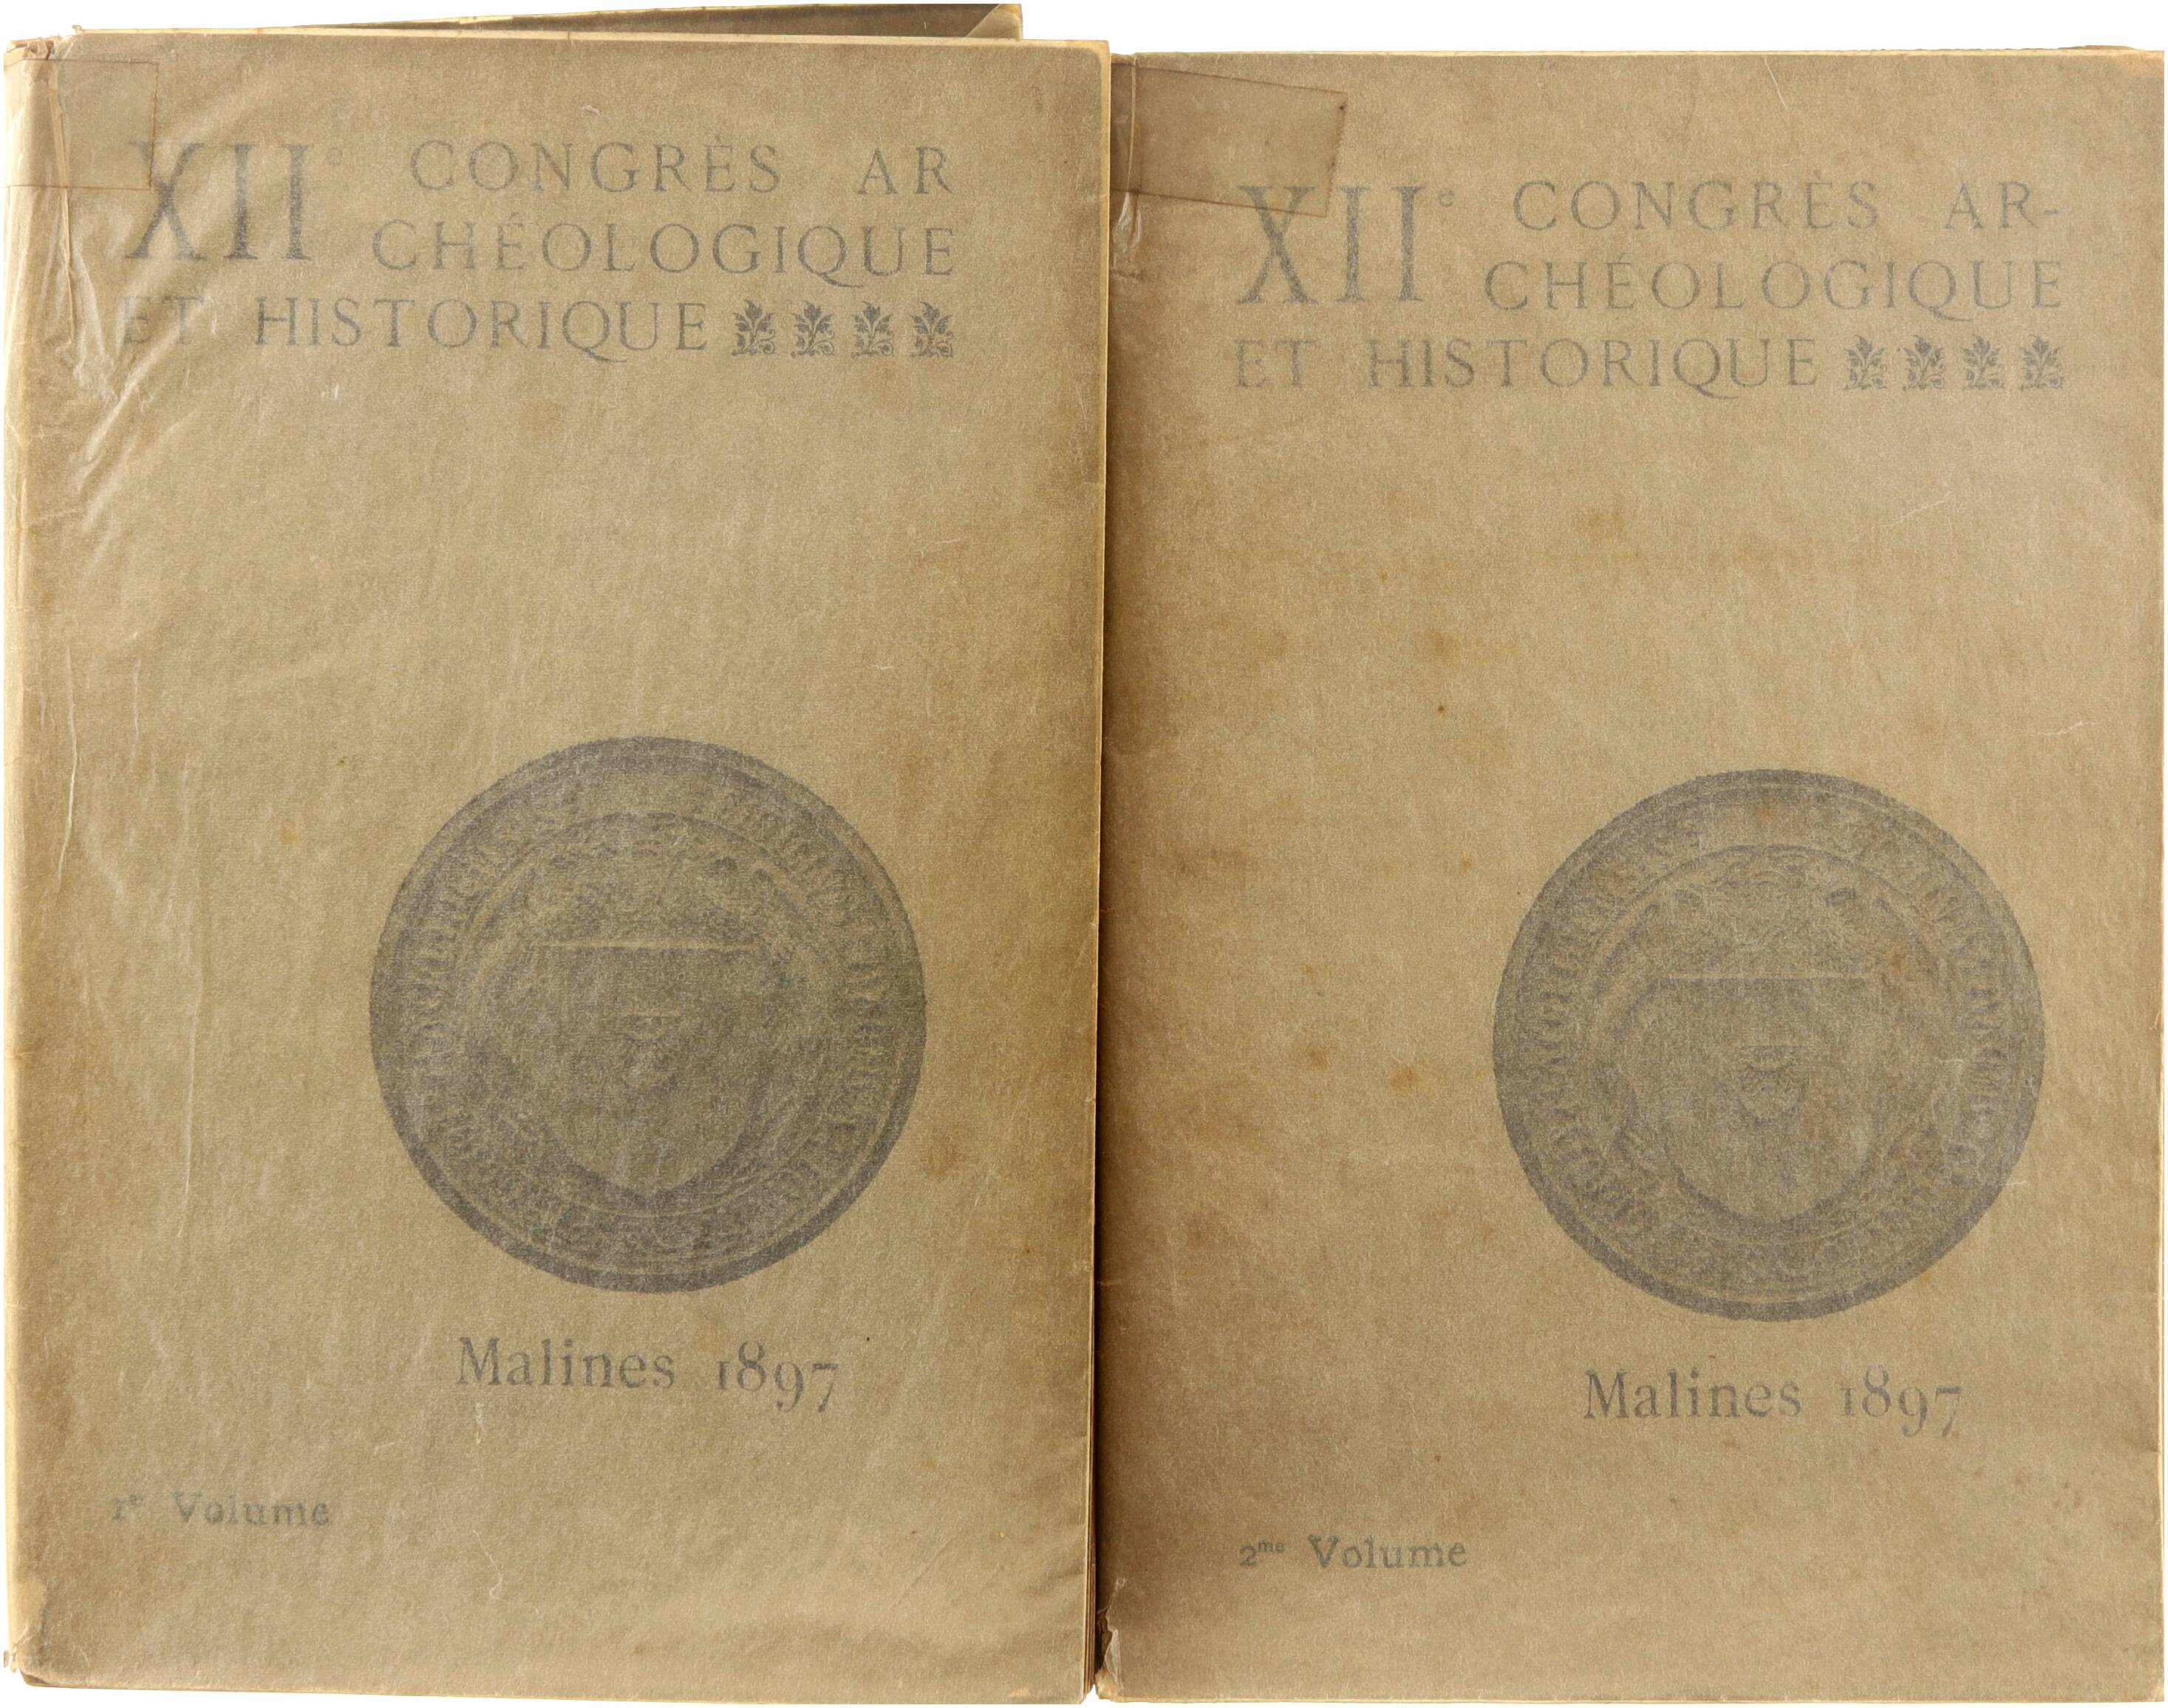 XIIe CONGRÈS AR
CHÉOLOGIQUE
ET HISTORIQUE
Malines 1897
1e Volume
XIIe CONGRÈS AR-
CHÉOLOGIQUE
ET HISTORIQUE
Malines 1897
2me Volume